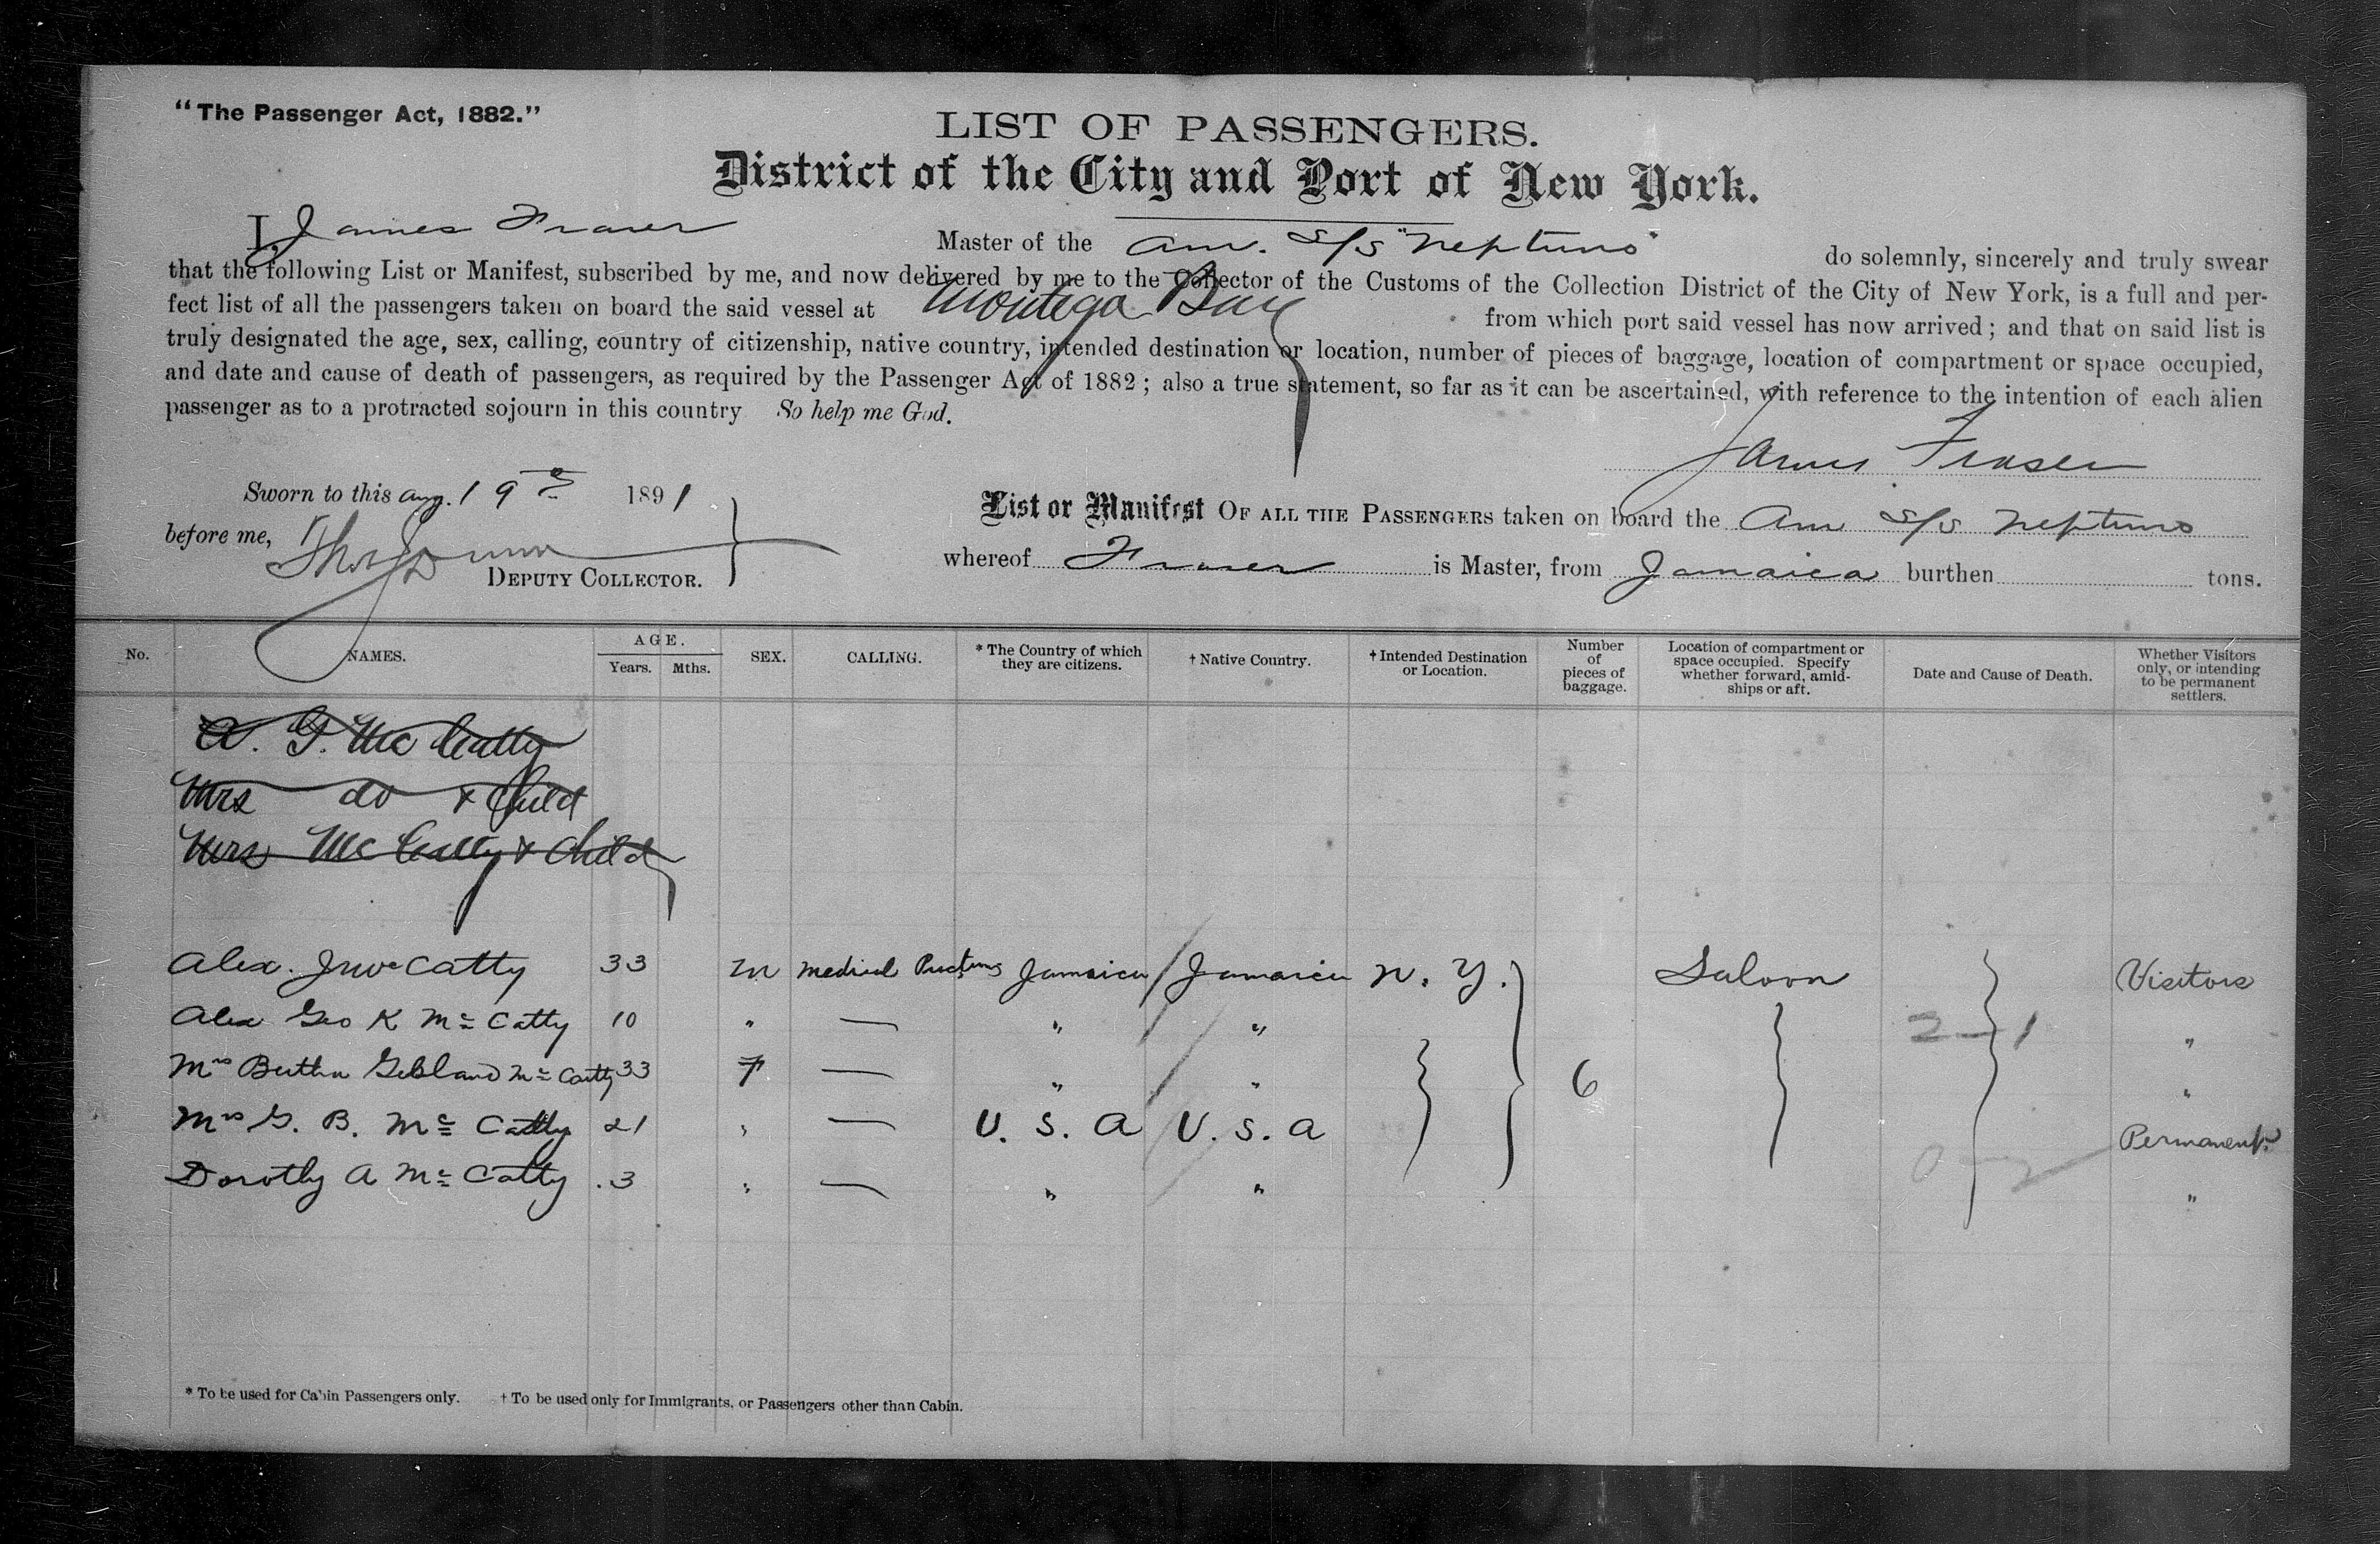 "The Passenger Act, 1882."
LIST OF PASSENGERS.
District of the City and Port of New York.
I, James Fraser Master of the Am. S/S "Neptuno" do solemnly, sincerely and truly swear
that the following List or Manifest, subscribed by me, and now delivered by me to the Collector of the Customs of the Collection District of the City of New York, is a full and per-
fect list of all the passengers taken on board the said vessel at Montego Bay from which port said vessel has now arrived; and that on said list is
truly designated the age, sex, calling, country of citizenship, native country, intended destination or location, number of pieces of baggage, location of compartment or space occupied,
and date and cause of death of passengers, as required by the Passenger Act of 1882; also a true statement, so far as it can be ascertained, with reference to the intention of each alien
passenger as to a protracted sojourn in this country So help me God.
James Fraser
Sworn to this Aug. 19th 1891
before me,
DEPUTY COLLECTOR.
List or Manifest OF ALL THE PASSENGERS taken on board the Am S/S Neptuno
whereof Fraser is Master, from Jamaica burthen tons.
No. NAMES. AGE. Years. Mths. SEX. CALLING. * The Country of which they are citizens. † Native Country. † Intended Destination or Location. Number of pieces of baggage. Location of compartment or space occupied. Specify whether forward, amid-ships or aft. Date and Cause of Death. Whether Visitors only, or intending to be permanent settlers.
A. G. McCatty
Mrs do & Child
Mrs McCatty & Child
Alex. J McCatty 33 M Medical Jamaica Jamaica N. Y. Saloon Visitors
Alex Geo K McCatty 10 " — " " 2—1 "
Mrs Bertha McCatty 33 F — " " 6 "
Mrs G. B. McCatty 21 " — U. S. A U. S. A Permanent
Dorothy A McCatty 3 " — " " "
* To be used for Cabin Passengers only. † To be used only for Immigrants, or Passengers other than Cabin.